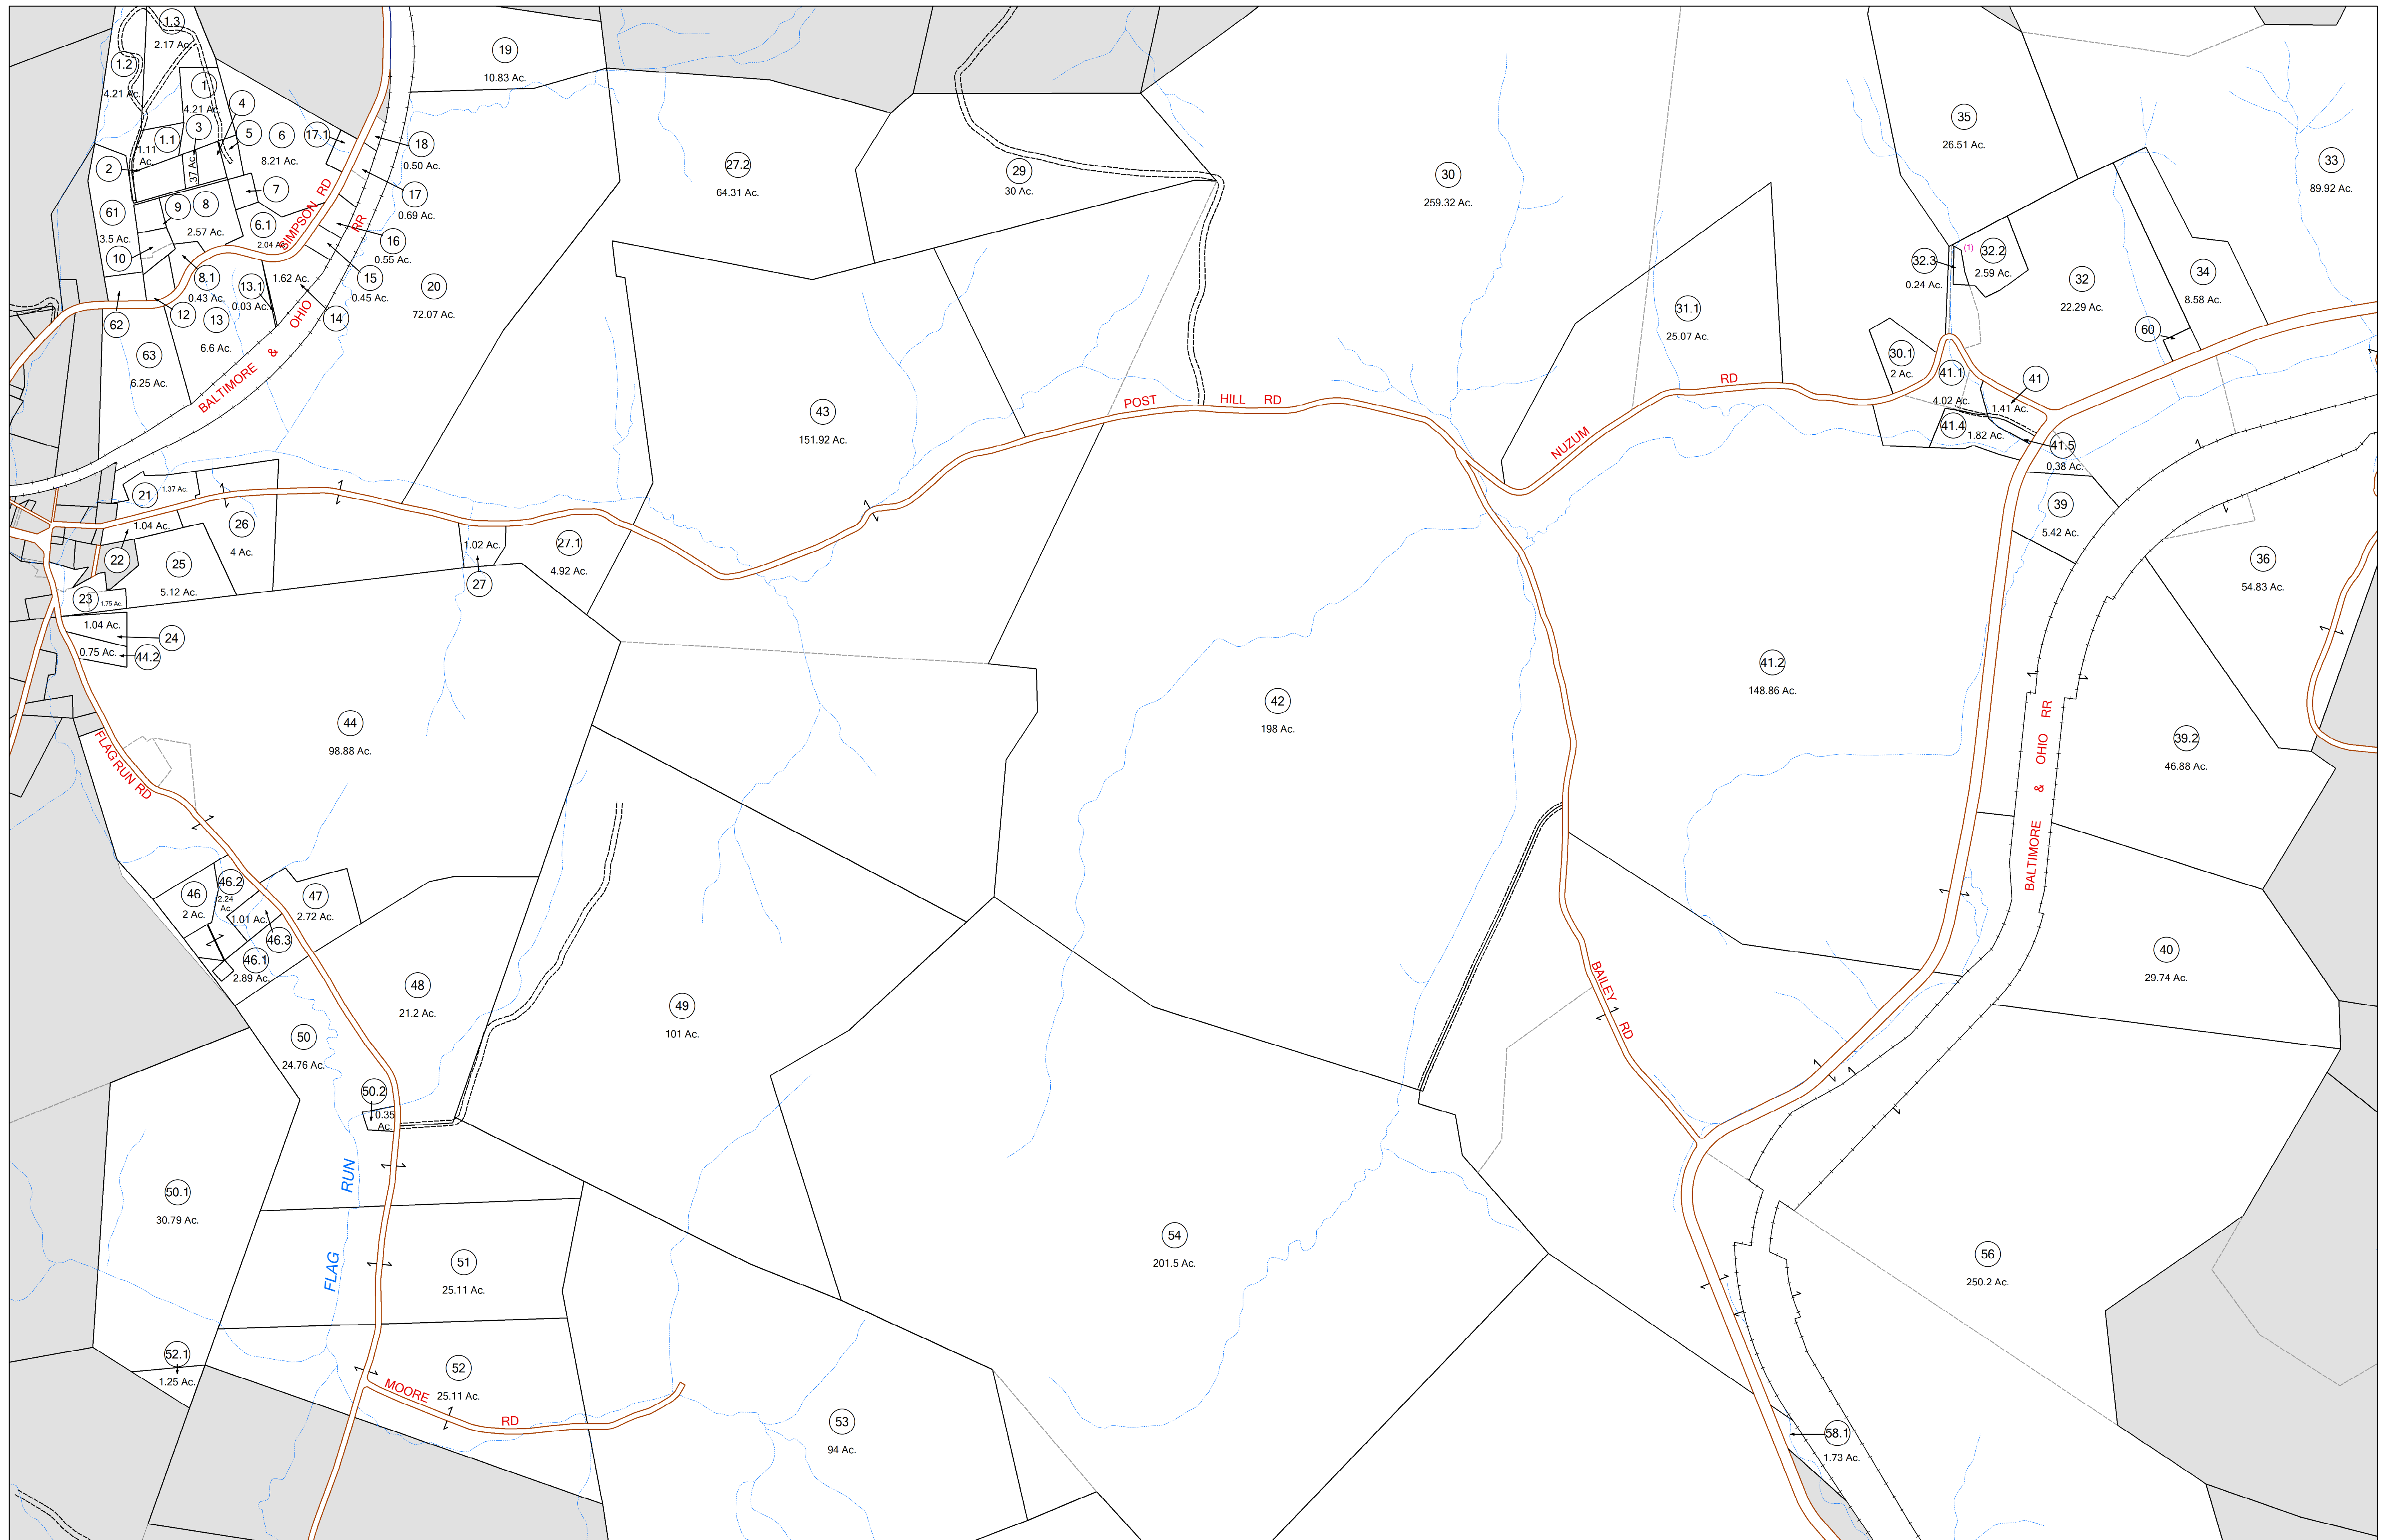 1.3
2.17 Ac.
1.2
4.21 Ac.
1
4.21 Ac.
4
1.1
1.11
Ac.
3
.37 Ac.
5
6
8.21 Ac.
17.1
18
0.50 Ac.
2
7
17
0.69 Ac.
61
3.5 Ac.
9
8
2.57 Ac.
6.1
2.04 Ac.
SIMPSON RD
RR
16
0.55 Ac.
10
8.1
0.43 Ac.
13.1
0.03 Ac.
1.62 Ac.
15
0.45 Ac.
62
12
13
6.6 Ac.
14
63
6.25 Ac.
BALTIMORE & OHIO
19
10.83 Ac.
20
72.07 Ac.
27.2
64.31 Ac.
29
30 Ac.
30
259.32 Ac.
35
26.51 Ac.
33
89.92 Ac.
32.3
0.24 Ac.
(1)
32.2
2.59 Ac.
32
22.29 Ac.
34
8.58 Ac.
60
31.1
25.07 Ac.
30.1
2 Ac.
41.1
4.02 Ac.
41
1.41 Ac.
41.4
1.82 Ac.
41.5
0.38 Ac.
43
151.92 Ac.
POST HILL RD
NUZUM RD
21
1.37 Ac.
1.04 Ac.
22
26
4 Ac.
25
5.12 Ac.
23
1.75 Ac.
1.04 Ac.
24
0.75 Ac.
44.2
1.02 Ac.
27
27.1
4.92 Ac.
39
5.42 Ac.
36
54.83 Ac.
44
98.88 Ac.
FLAG RUN RD
42
198 Ac.
41.2
148.86 Ac.
BALTIMORE & OHIO RR
39.2
46.88 Ac.
46
2 Ac.
46.2
2.24
Ac.
1.01 Ac.
46.3
47
2.72 Ac.
46.1
2.89 Ac.
48
21.2 Ac.
49
101 Ac.
BAILEY RD
40
29.74 Ac.
50
24.76 Ac.
50.2
0.35
Ac.
FLAG RUN
50.1
30.79 Ac.
51
25.11 Ac.
54
201.5 Ac.
56
250.2 Ac.
52.1
1.25 Ac.
52
25.11 Ac.
MOORE RD
53
94 Ac.
58.1
1.73 Ac.